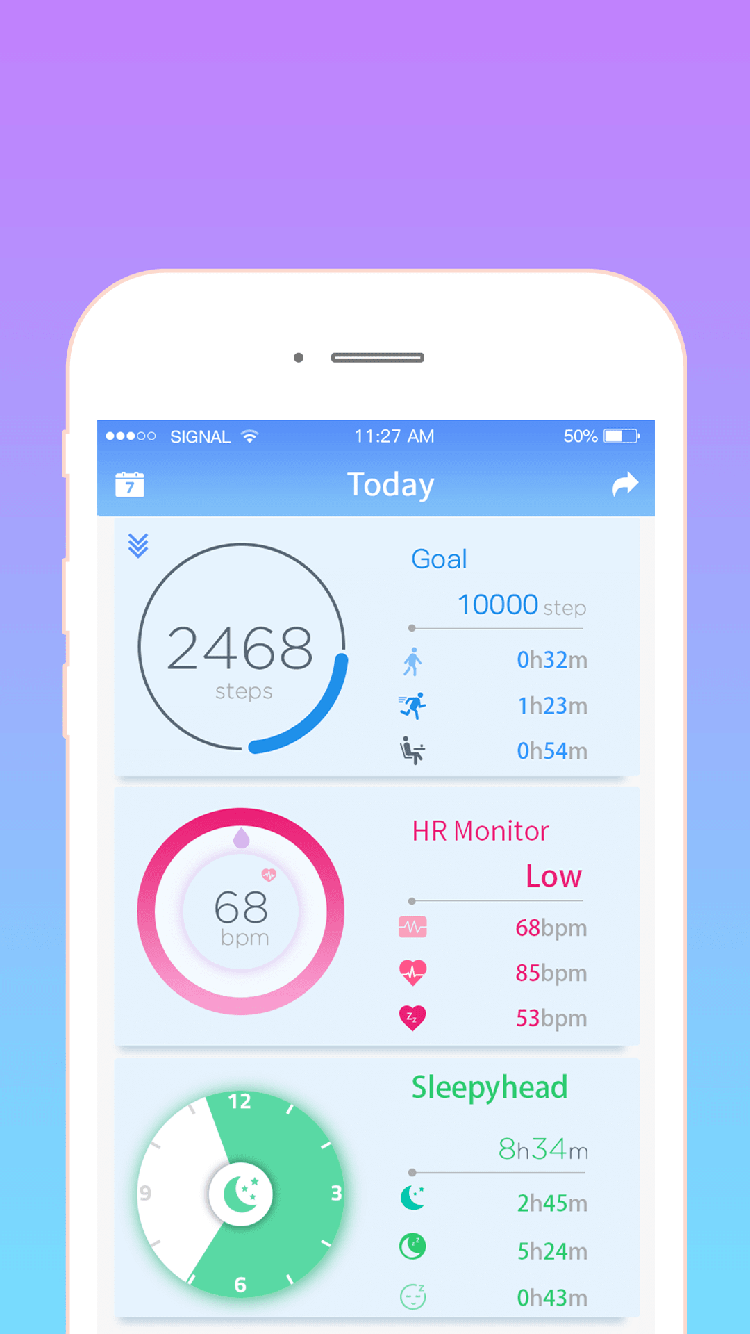 SIGNAL 11:27 AM 50%
7 Today
Goal
10000 step
2468
steps
0h32m
1h23m
0h54m
HR Monitor
Low
68
bpm
68bpm
85bpm
53bpm
Sleepyhead
8h34m
12
9
3
6
2h45m
5h24m
0h43m